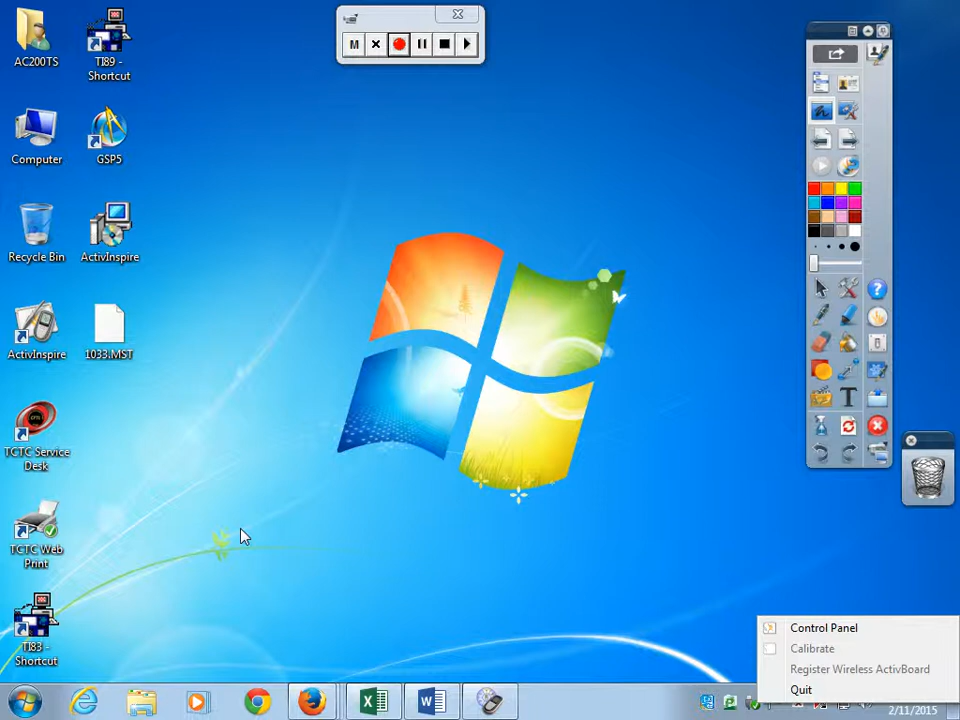 AC200TS
TI89 -
Shortcut
M
Computer
GSP5
Recycle Bin
ActivInspire
ActivInspire
1033.MST
T
TCTC Service
Desk
TCTC Web
Print
TI83 -
Shortcut
Control Panel
Calibrate
Register Wireless ActivBoard
Quit
2/11/2015